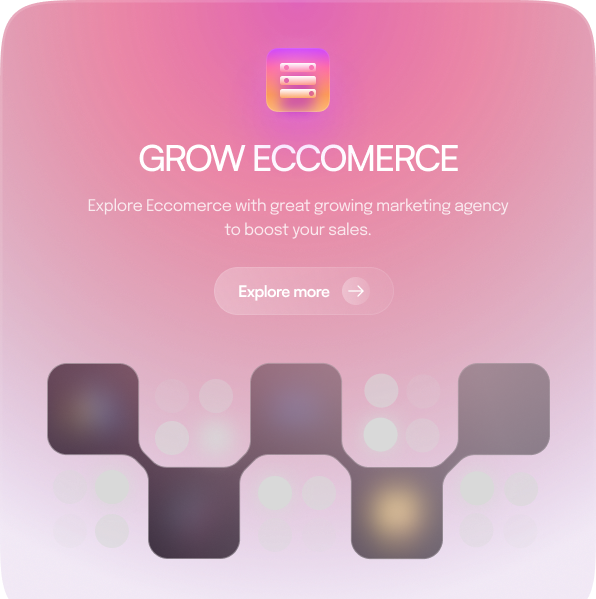 GROW ECCOMERCE
Explore Eccomerce with great growing marketing agency
to boost your sales.
Explore more